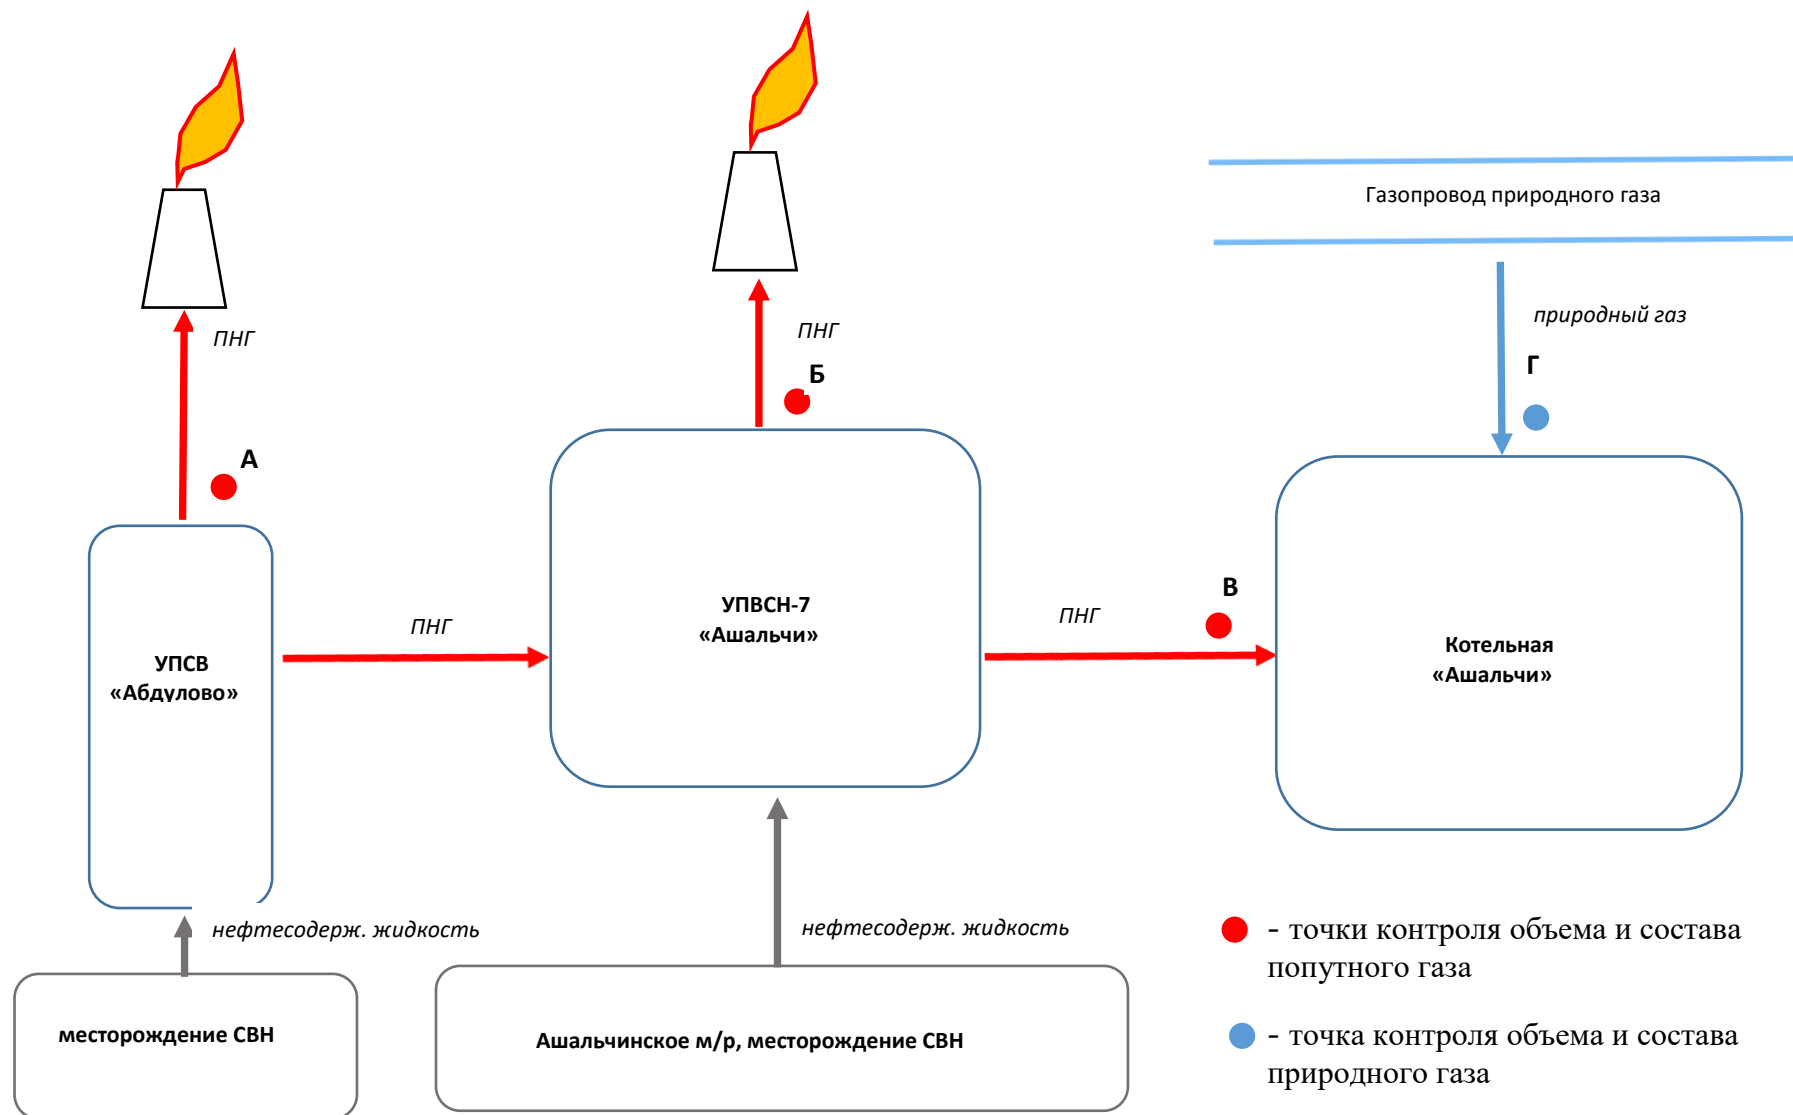 Газопровод природного газа
ПНГ
ПНГ
природный газ
Б
Г
А
УПСВ
«Абдулово»
ПНГ
УПВСН-7
«Ашальчи»
ПНГ
В
Котельная
«Ашальчи»
нефтесодерж. жидкость
нефтесодерж. жидкость
месторождение СВН
Ашальчинское м/р, месторождение СВН
- точки контроля объема и состава
попутного газа
- точка контроля объема и состава
природного газа